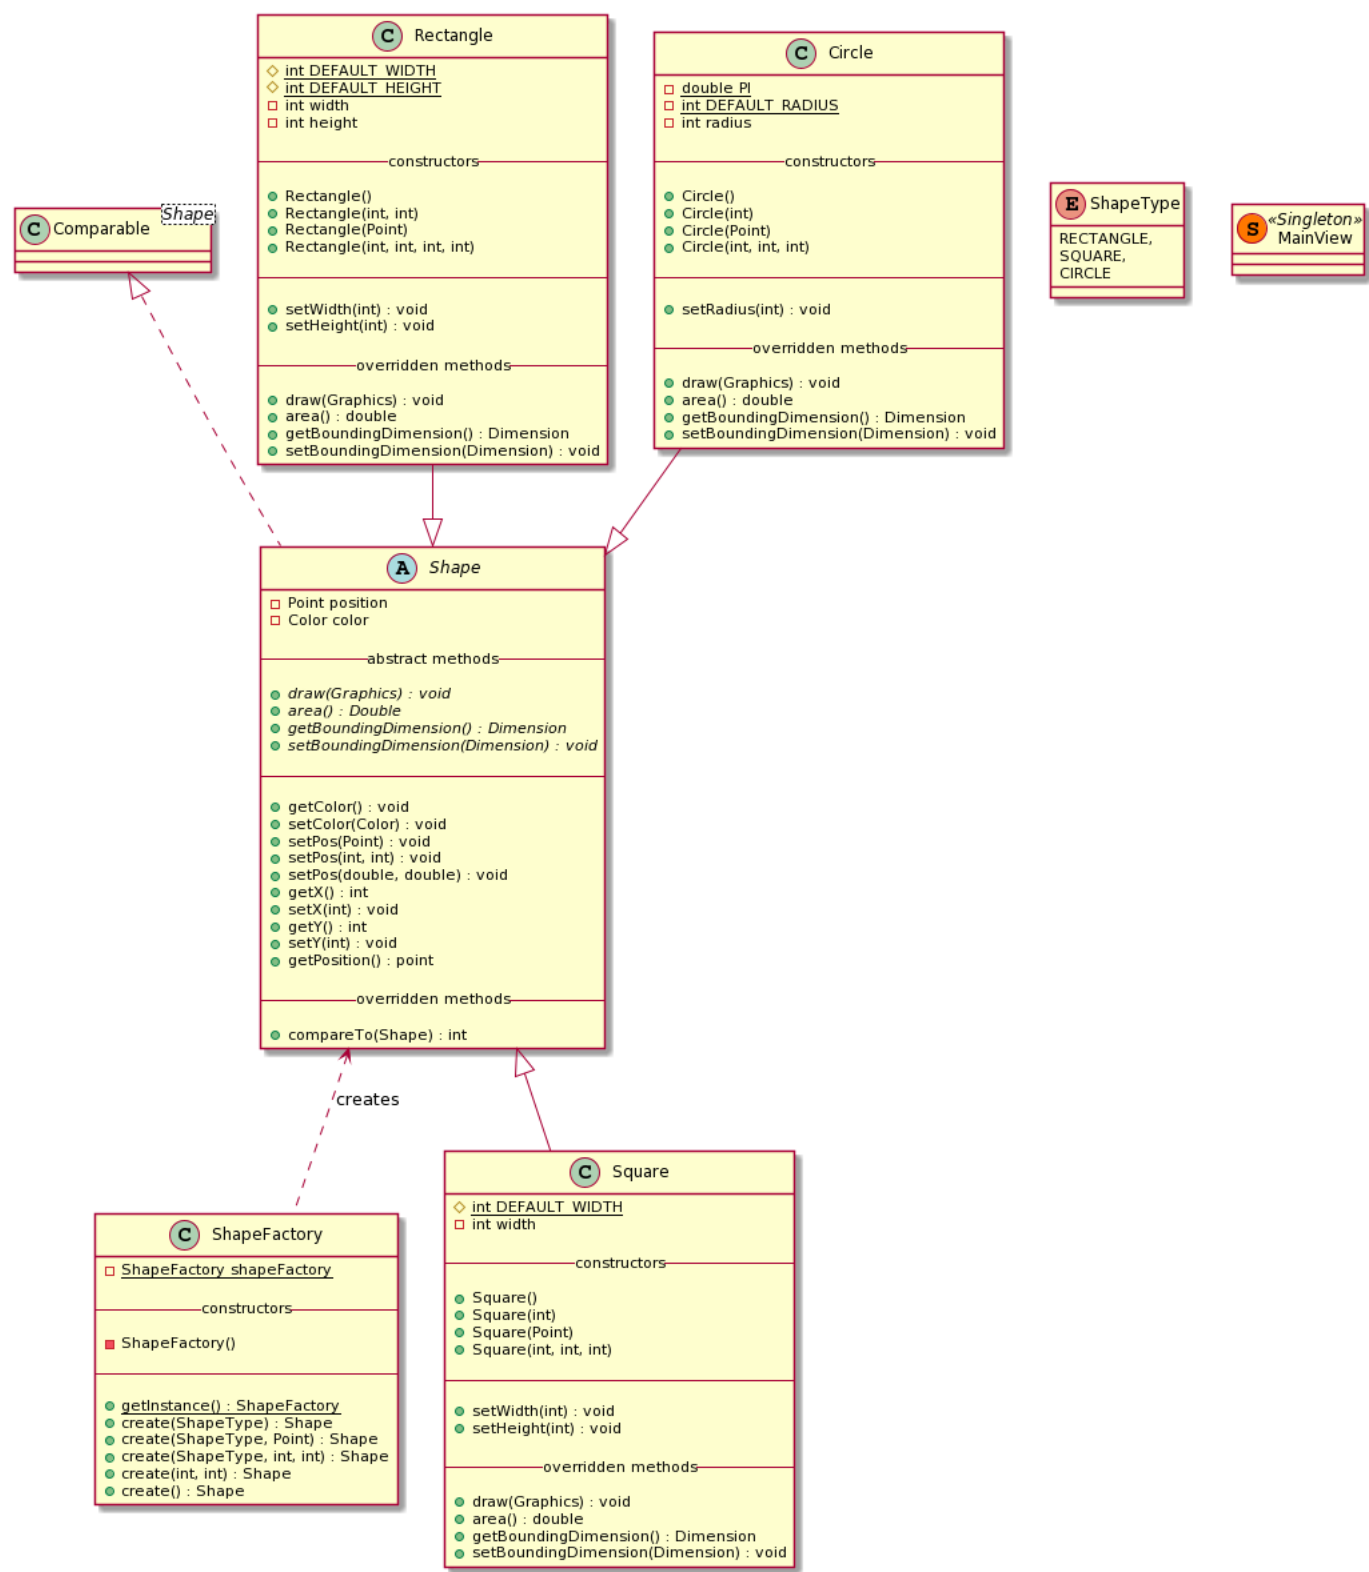 C Rectangle
int DEFAULT_WIDTH
int DEFAULT_HEIGHT
int width
int height
constructors
Rectangle()
Rectangle(int, int)
Rectangle(Point)
Rectangle(int, int, int, int)
setWidth(int) : void
setHeight(int) : void
overridden methods
draw(Graphics) : void
area() : double
getBoundingDimension() : Dimension
setBoundingDimension(Dimension) : void
C Circle
double PI
int DEFAULT_RADIUS
int radius
constructors
Circle()
Circle(int)
Circle(Point)
Circle(int, int, int)
setRadius(int) : void
overridden methods
draw(Graphics) : void
area() : double
getBoundingDimension() : Dimension
setBoundingDimension(Dimension) : void
Shape
C Comparable
E ShapeType
RECTANGLE,
SQUARE,
CIRCLE
«Singleton»
S MainView
A Shape
Point position
Color color
abstract methods
draw(Graphics) : void
area() : Double
getBoundingDimension() : Dimension
setBoundingDimension(Dimension) : void
getColor() : void
setColor(Color) : void
setPos(Point) : void
setPos(int, int) : void
setPos(double, double) : void
getX() : int
setX(int) : void
getY() : int
setY(int) : void
getPosition() : point
overridden methods
compareTo(Shape) : int
creates
C ShapeFactory
ShapeFactory shapeFactory
constructors
ShapeFactory()
getInstance() : ShapeFactory
create(ShapeType) : Shape
create(ShapeType, Point) : Shape
create(ShapeType, int, int) : Shape
create(int, int) : Shape
create() : Shape
C Square
int DEFAULT_WIDTH
int width
constructors
Square()
Square(int)
Square(Point)
Square(int, int, int)
setWidth(int) : void
setHeight(int) : void
overridden methods
draw(Graphics) : void
area() : double
getBoundingDimension() : Dimension
setBoundingDimension(Dimension) : void